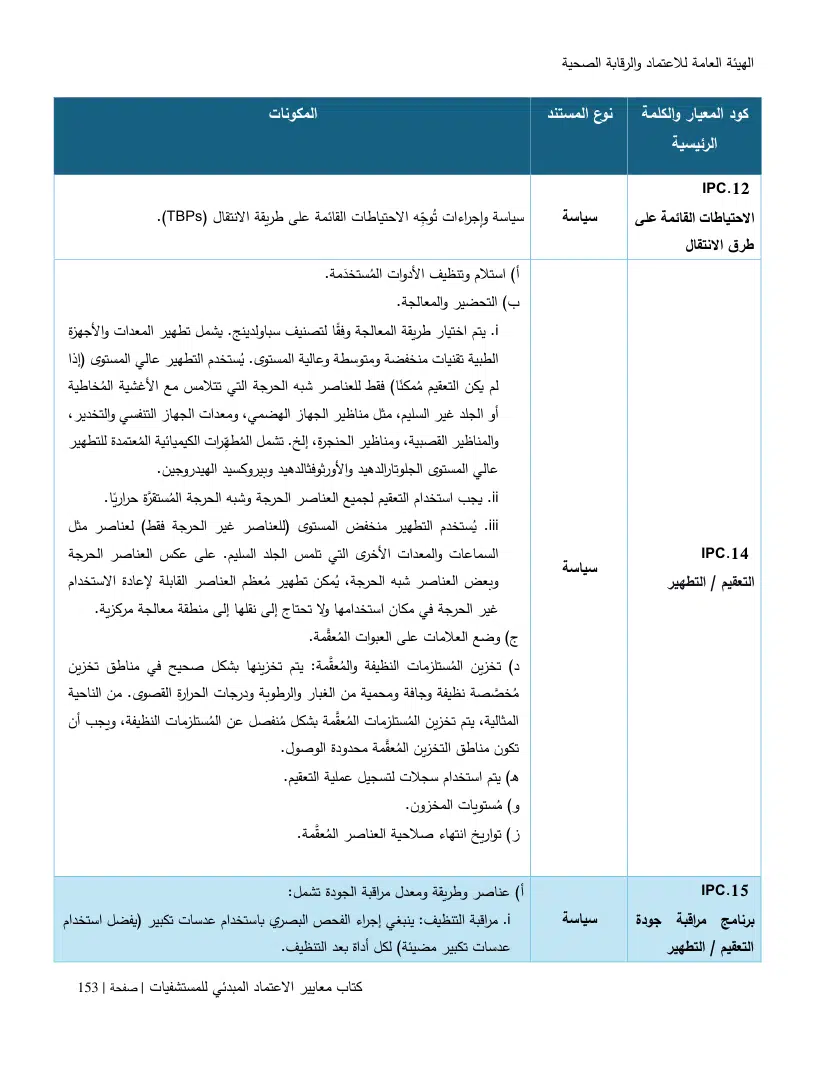 الهيئة العامة للاعتماد والرقابة الصحية
كود المعيار والكلمة الرئيسية
نوع المستند
المكونات
IPC.12
الاحتياطات القائمة على
طرق الانتقال
سياسة
سياسة وإجراءات تُوجِّه الاحتياطات القائمة على طريقة الانتقال (TBPs).
IPC.14
التعقيم / التطهير
سياسة
أ) استلام وتنظيف الأدوات المُستخدَمة.
ب) التحضير والمعالجة.
i. يتم اختيار طريقة المعالجة وفقًا لتصنيف سباولدينج. يشمل تطهير المعدات والأجهزة
الطبية تقنيات منخفضة ومتوسطة وعالية المستوى. يُستخدم التطهير عالي المستوى (إذا
لم يكن التعقيم مُمكنًا) فقط للعناصر شبه الحرجة التي تتلامس مع الأغشية المُخاطية
أو الجلد غير السليم، مثل مناظير الجهاز الهضمي، ومعدات الجهاز التنفسي والتخدير،
والمناظير القصبية، ومناظير الحنجرة، إلخ. تشمل المُطهِّرات الكيميائية المُعتمدة للتطهير
عالي المستوى الجلوتارالدهيد والأورثوفثالدهيد وبيروكسيد الهيدروجين.
ii. يجب استخدام التعقيم لجميع العناصر الحرجة وشبه الحرجة المُستقرَّة حراريًا.
iii. يُستخدم التطهير منخفض المستوى (للعناصر غير الحرجة فقط) لعناصر مثل
السماعات والمعدات الأخرى التي تلمس الجلد السليم. على عكس العناصر الحرجة
وبعض العناصر شبه الحرجة، يُمكن تطهير مُعظم العناصر القابلة لإعادة الاستخدام
غير الحرجة في مكان استخدامها ولا تحتاج إلى نقلها إلى منطقة معالجة مركزية.
ج) وضع العلامات على العبوات المُعقَّمة.
د) تخزين المُستلزمات النظيفة والمُعقَّمة: يتم تخزينها بشكل صحيح في مناطق تخزين
مُخصَّصة نظيفة وجافة ومحمية من الغبار والرطوبة ودرجات الحرارة القصوى. من الناحية
المثالية، يتم تخزين المُستلزمات المُعقَّمة بشكل مُنفصل عن المُستلزمات النظيفة، ويجب أن
تكون مناطق التخزين المُعقَّمة محدودة الوصول.
ه) يتم استخدام سجلات لتسجيل عملية التعقيم.
و) مُستويات المخزون.
ز) تواريخ انتهاء صلاحية العناصر المُعقَّمة.
IPC.15
برنامج مراقبة جودة
التعقيم / التطهير
سياسة
أ) عناصر وطريقة ومعدل مراقبة الجودة تشمل:
i. مراقبة التنظيف: ينبغي إجراء الفحص البصري باستخدام عدسات تكبير (يفضل استخدام
عدسات تكبير مضيئة) لكل أداة بعد التنظيف.
كتاب معايير الاعتماد المبدئي للمستشفيات | صفحة | 153